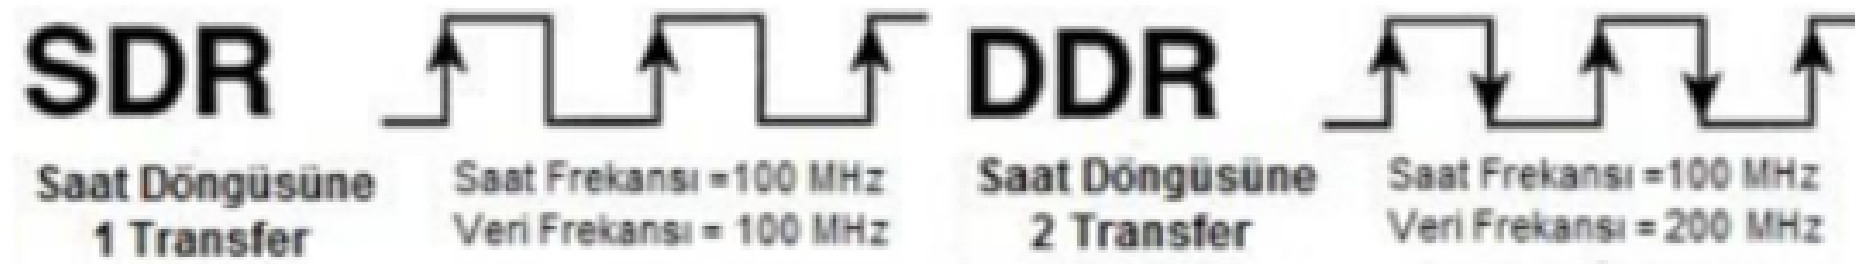 SDR
Saat Döngüsüne
1 Transfer
Saat Frekansı =100 MHz
Veri Frekansı = 100 MHz
DDR
Saat Döngüsüne
2 Transfer
Saat Frekansı =100 MHz
Veri Frekansı = 200 MHz